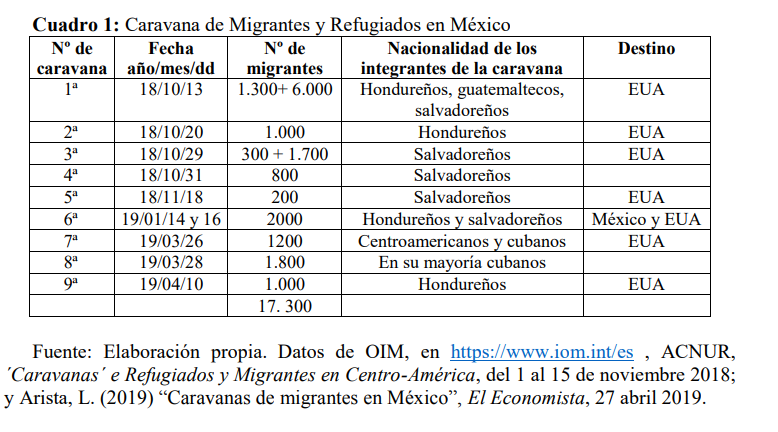 Cuadro 1: Caravana de Migrantes y Refugiados en México
Nº de caravana Fecha año/mes/dd Nº de migrantes Nacionalidad de los integrantes de la caravana Destino
1ª 18/10/13 1.300+ 6.000 Hondureños, guatemaltecos, salvadoreños EUA
2ª 18/10/20 1.000 Hondureños EUA
3ª 18/10/29 300 + 1.700 Salvadoreños EUA
4ª 18/10/31 800 Salvadoreños
5ª 18/11/18 200 Salvadoreños EUA
6ª 19/01/14 y 16 2000 Hondureños y salvadoreños México y EUA
7ª 19/03/26 1200 Centroamericanos y cubanos EUA
8ª 19/03/28 1.800 En su mayoría cubanos
9ª 19/04/10 1.000 Hondureños EUA
17. 300
Fuente: Elaboración propia. Datos de OIM, en https://www.iom.int/es , ACNUR,
´Caravanas´ e Refugiados y Migrantes en Centro-América, del 1 al 15 de noviembre 2018;
y Arista, L. (2019) “Caravanas de migrantes en México”, El Economista, 27 abril 2019.